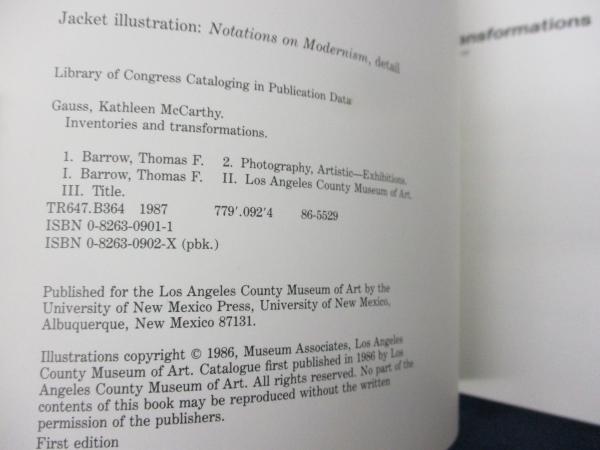 Jacket illustration: Notations on Modernism, detail
Library of Congress Cataloging in Publication Data
Gauss, Kathleen McCarthy.
Inventories and transformations.
1. Barrow, Thomas F. 2. Photography, Artistic—Exhibitions.
I. Barrow, Thomas F. II. Los Angeles County Museum of Art.
III. Title.
TR647.B364 1987 779'.092'4 86-5529
ISBN 0-8263-0901-1
ISBN 0-8263-0902-X (pbk.)
Published for the Los Angeles County Museum of Art by the
University of New Mexico Press, University of New Mexico,
Albuquerque, New Mexico 87131.
Illustrations copyright © 1986, Museum Associates, Los Angeles
County Museum of Art. Catalogue first published in 1986 by Los
Angeles County Museum of Art. All rights reserved. No part of the
contents of this book may be reproduced without the written
permission of the publishers.
First edition
ansformations